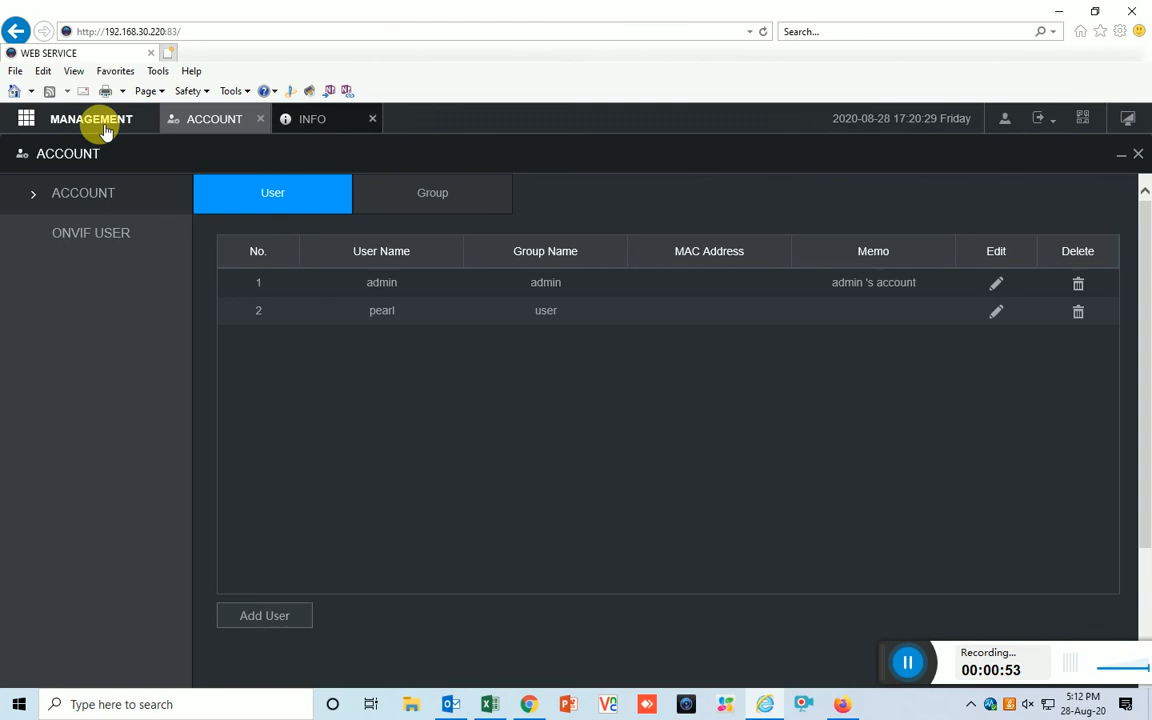 http://192.168.30.220:83/
Search...
WEB SERVICE
File Edit View Favorites Tools Help
Page Safety Tools
MANAGEMENT ACCOUNT INFO 2020-08-28 17:20:29 Friday
ACCOUNT
ACCOUNT
User Group
ONVIF USER
No. User Name Group Name MAC Address Memo Edit Delete
1 admin admin admin 's account
2 pearl user
Add User
Recording...
00:00:53
Type here to search
5:12 PM
28-Aug-20